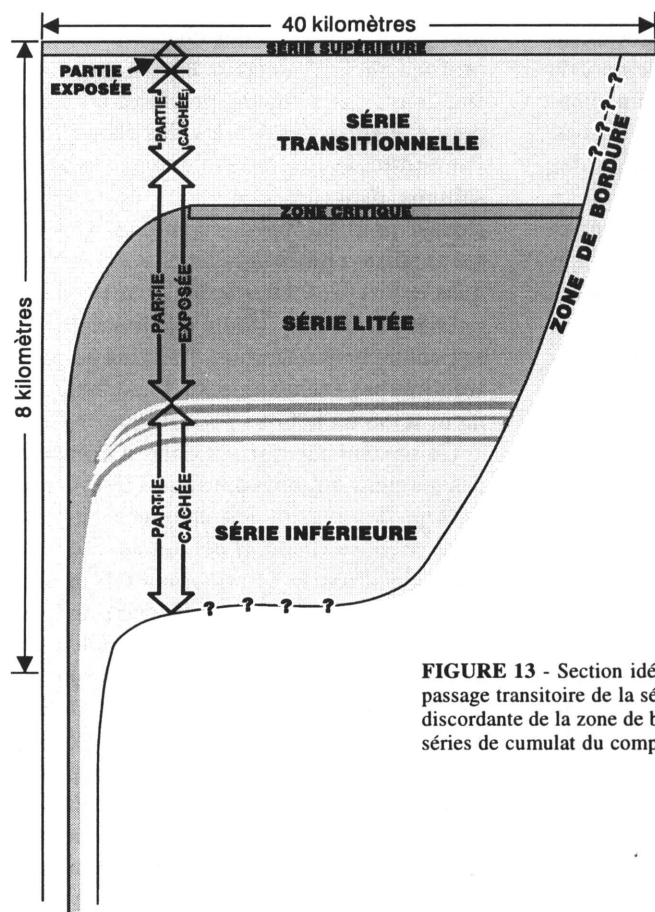 40 kilomètres
SÉRIE SUPÉRIEURE
PARTIE
EXPOSÉE
PARTIE
CACHÉE
SÉRIE
TRANSITIONNELLE
?
?
?
?
ZONE DE BORDURE
ZONE CRITIQUE
PARTIE
EXPOSÉE
SÉRIE LITÉE
8 kilomètres
PARTIE
CACHÉE
SÉRIE INFÉRIEURE
? ? ? ?
FIGURE 13 - Section idé
passage transitoire de la sé
discordante de la zone de b
séries de cumulat du comp